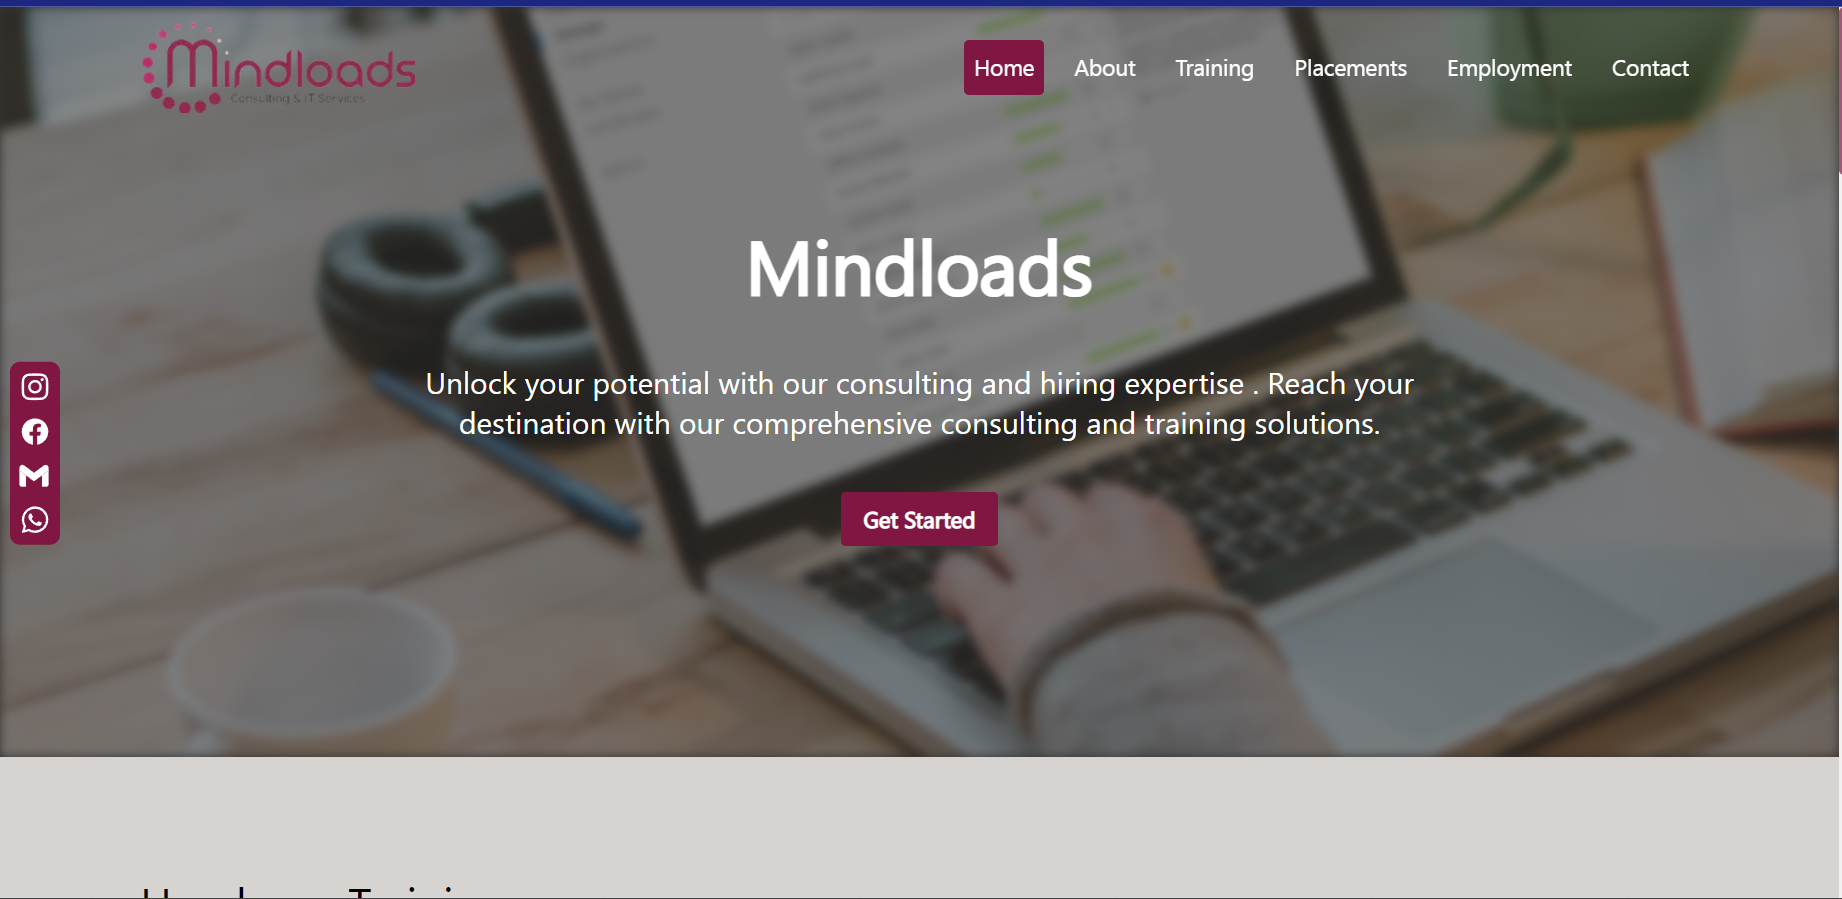 Mindloads
Consulting & IT Services
Home
About
Training
Placements
Employment
Contact
Mindloads
Unlock your potential with our consulting and hiring expertise . Reach your
destination with our comprehensive consulting and training solutions.
Get Started